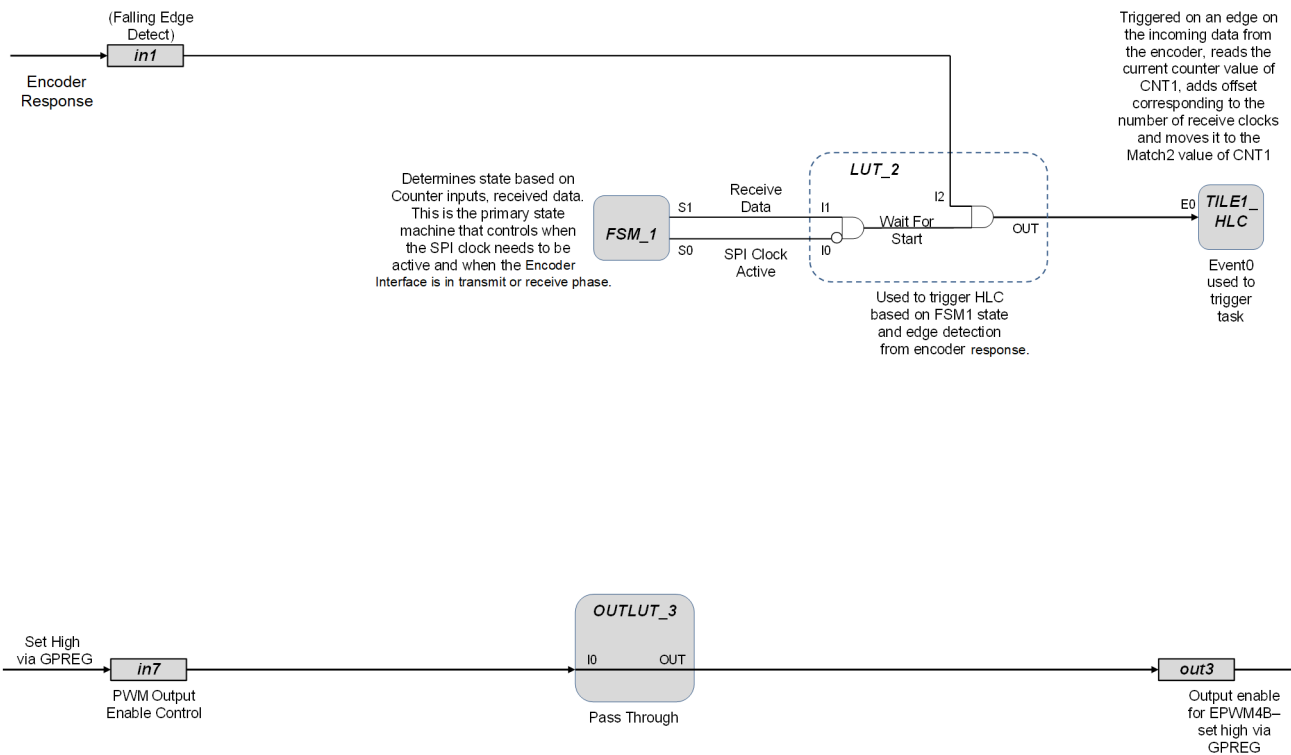 (Falling Edge
Detect)
in1
Encoder
Response
Triggered on an edge on
the incoming data from
the encoder, reads the
current counter value of
CNT1, adds offset
corresponding to the
number of receive clocks
and moves it to the
Match2 value of CNT1
Determines state based on
Counter inputs, received data.
This is the primary state
machine that controls when
the SPI clock needs to be
active and when the Encoder
Interface is in transmit or receive phase.
FSM_1
S1
S0
Receive
Data
SPI Clock
Active
LUT_2
I1
I0
Wait For
Start
I2
OUT
Used to trigger HLC
based on FSM1 state
and edge detection
from encoder response.
E0
TILE1_
HLC
Event0
used to
trigger
task
Set High
via GPREG
in7
PWM Output
Enable Control
OUTLUT_3
I0
OUT
Pass Through
out3
Output enable
for EPWM4B–
set high via
GPREG